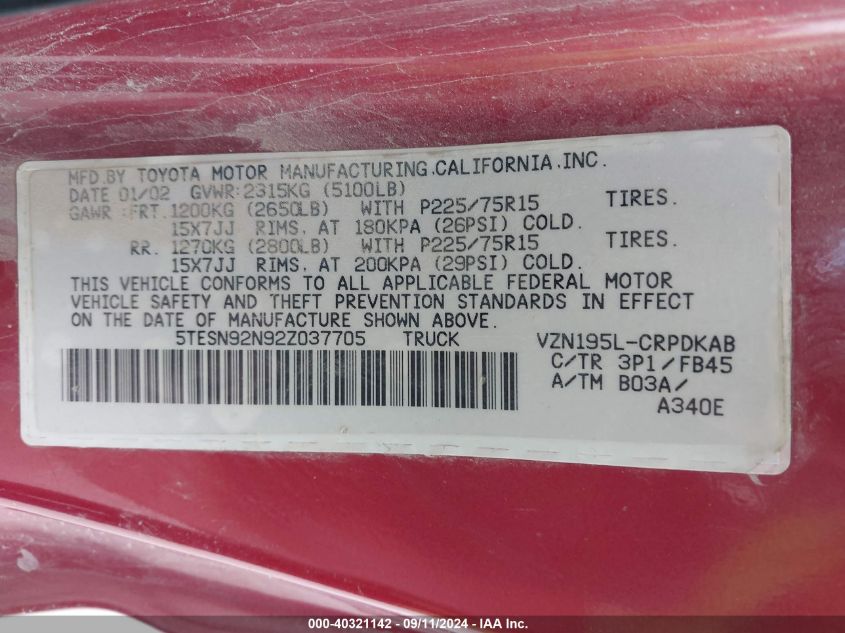 MFD.BY TOYOTA MOTOR MANUFACTURING.CALIFORNIA.INC.
DATE 01/02 GVWR:2315KG (5100LB)
GAWR :FRT.1200KG (2650LB) WITH P225/75R15 TIRES.
15X7JJ RIMS, AT 180KPA (26PSI) COLD.
RR. 1270KG (2800LB) WITH P225/75R15 TIRES.
15X7JJ RIMS, AT 200KPA (29PSI) COLD.
THIS VEHICLE CONFORMS TO ALL APPLICABLE FEDERAL MOTOR
VEHICLE SAFETY AND THEFT PREVENTION STANDARDS IN EFFECT
ON THE DATE OF MANUFACTURE SHOWN ABOVE.
5TESN92N92Z037705 TRUCK VZN195L-CRPDKAB
C/TR 3P1/FB45
A/TM B03A/
A340E
000-40321142 - 09/11/2024 - IAA Inc.